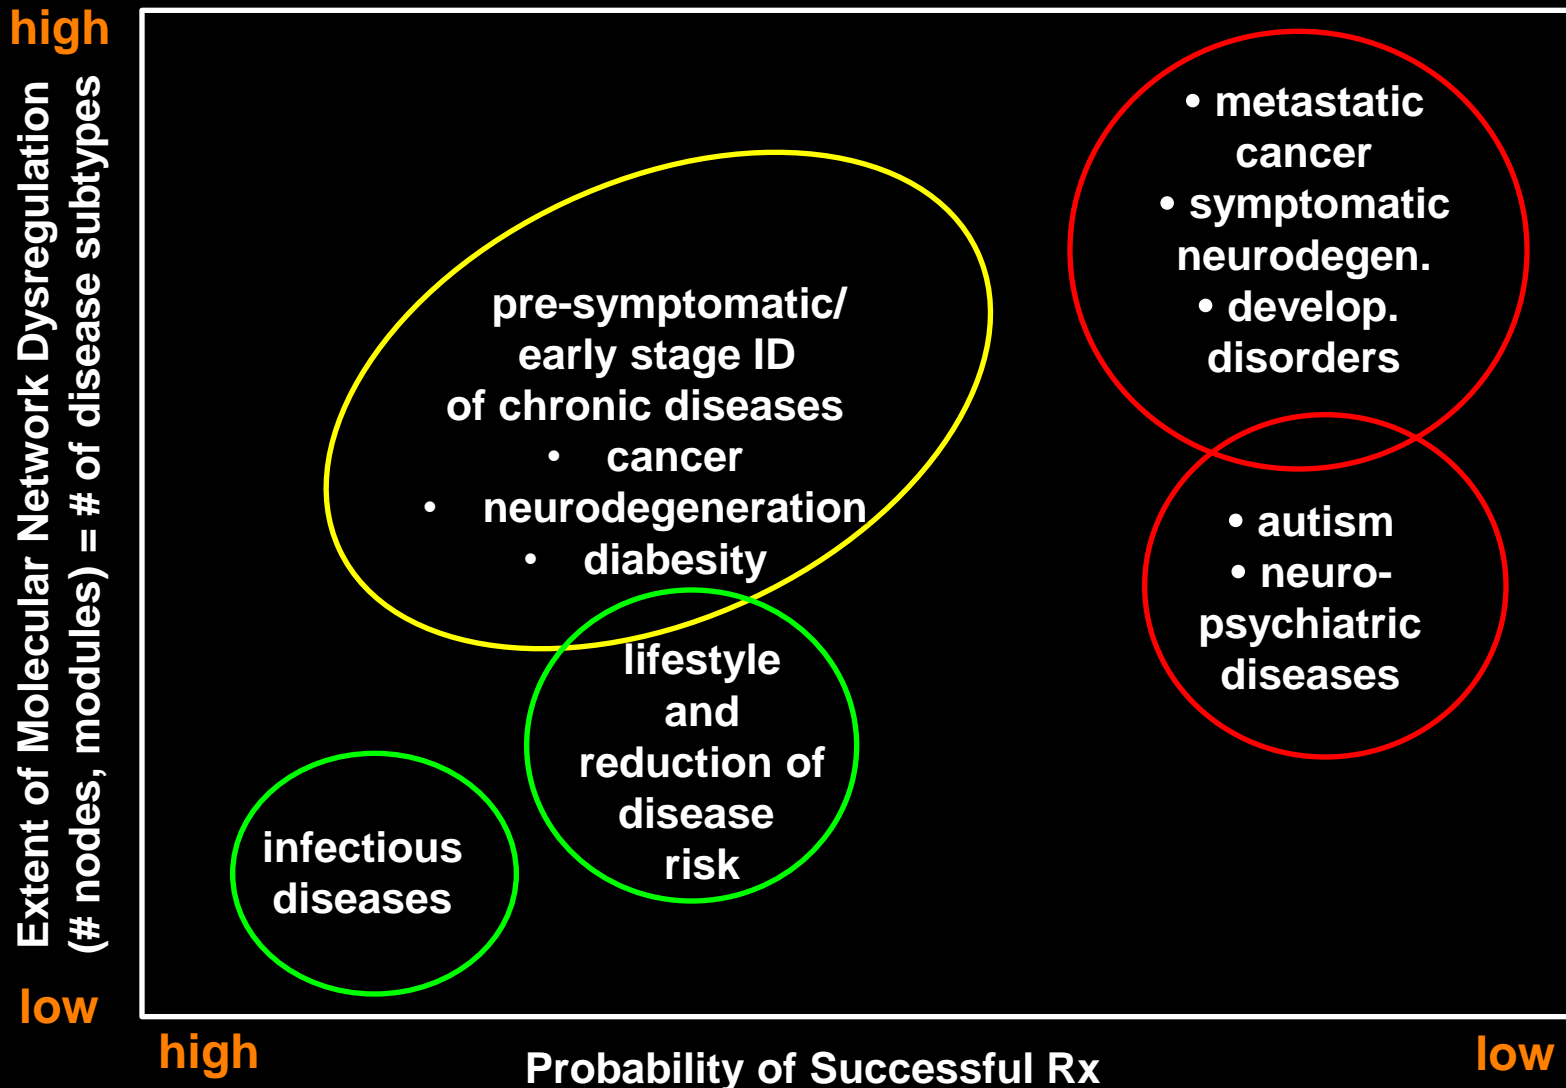 high
Extent of Molecular Network Dysregulation
(# nodes, modules) = # of disease subtypes
low
• metastatic
cancer
• symptomatic
neurodegen.
• develop.
disorders
pre-symptomatic/
early stage ID
of chronic diseases
• cancer
• neurodegeneration
• diabesity
• autism
• neuro-
psychiatric
diseases
lifestyle
and
reduction of
disease
risk
infectious
diseases
high
Probability of Successful Rx
low